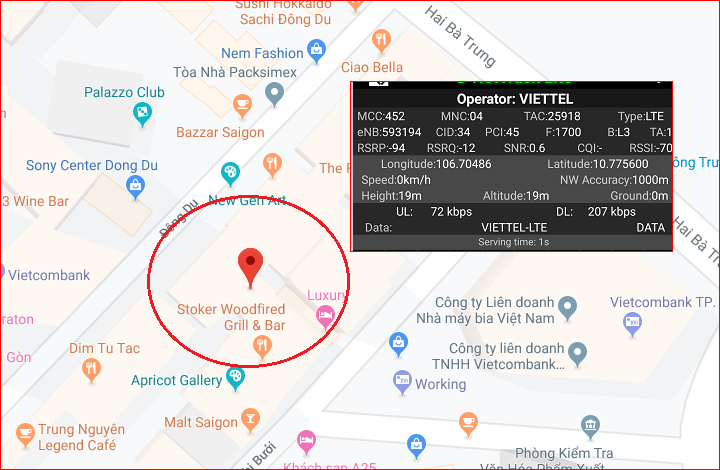 Sushi Hokkaido
Sachi Đông Du
Hai Bà Trưng
Nem Fashion
Ciao Bella
Tòa Nhà Packsimex
Palazzo Club
Bazzar Saigon
Sony Center Dong Du
The
New Gen Art
3 Wine Bar
Đông Du
Vietcombank
Operator: VIETTEL
MCC:452 MNC:04 TAC:25918 Type:LTE
eNB:593194 CID:34 PCI:45 F:1700 B:L3 TA:1
RSRP:-94 RSRQ:-12 SNR:0.6 CQI:- RSSI:-70
Longitude:106.70486 Latitude:10.775600
Speed:0km/h NW Accuracy:1000m
Height:19m Altitude:19m Ground:0m
UL: 72 kbps DL: 207 kbps
Data: VIETTEL-LTE DATA
Serving time: 1s
ông Trư
Hai Bà Trưng
Stoker Woodfired
Grill & Bar
Luxury
raton
Gòn
Dim Tu Tac
Apricot Gallery
Malt Saigon
Trung Nguyên
Legend Café
i Bưởi
Khách sạn A25
Công ty Liên doanh
Nhà máy bia Việt Nam
Vietcombank TP.
Công ty liên doanh
TNHH Vietcombank...
Working
Phòng Kiểm Tra
Văn Hóa Phẩm Xuất